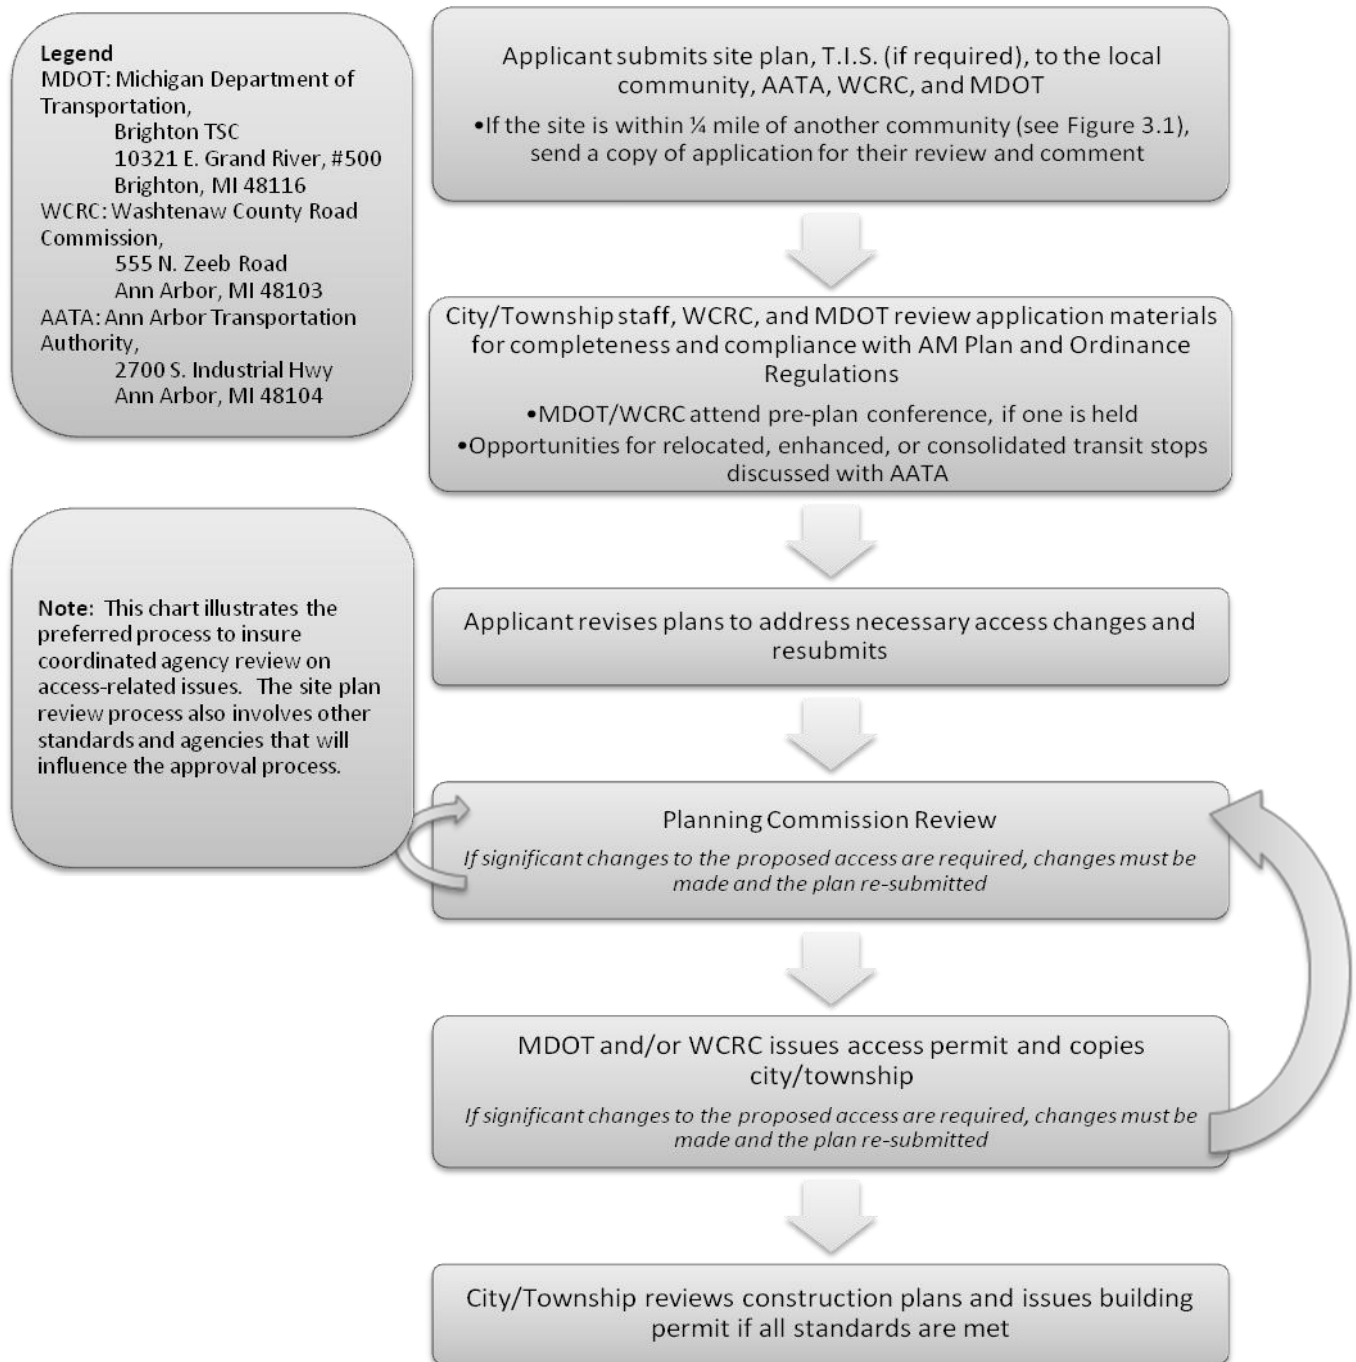 Legend
MDOT: Michigan Department of
Transportation,
Brighton TSC
10321 E. Grand River, #500
Brighton, MI 48116
WCRC: Washtenaw County Road
Commission,
555 N. Zeeb Road
Ann Arbor, MI 48103
AATA: Ann Arbor Transportation
Authority,
2700 S. Industrial Hwy
Ann Arbor, MI 48104
Applicant submits site plan, T.I.S. (if required), to the local
community, AATA, WCRC, and MDOT
•If the site is within ¼ mile of another community (see Figure 3.1),
send a copy of application for their review and comment
City/Township staff, WCRC, and MDOT review application materials
for completeness and compliance with AM Plan and Ordinance
Regulations
•MDOT/WCRC attend pre-plan conference, if one is held
•Opportunities for relocated, enhanced, or consolidated transit stops
discussed with AATA
Note: This chart illustrates the
preferred process to insure
coordinated agency review on
access-related issues. The site plan
review process also involves other
standards and agencies that will
influence the approval process.
Applicant revises plans to address necessary access changes and
resubmits
Planning Commission Review
If significant changes to the proposed access are required, changes must be
made and the plan re-submitted
MDOT and/or WCRC issues access permit and copies
city/township
If significant changes to the proposed access are required, changes must be
made and the plan re-submitted
City/Township reviews construction plans and issues building
permit if all standards are met